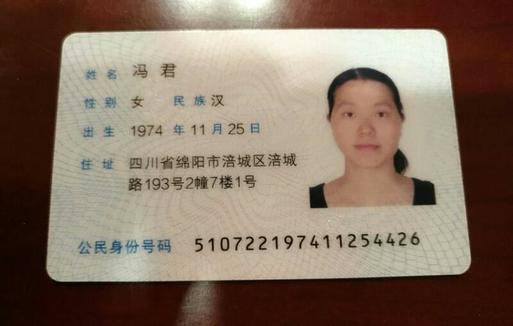 姓名 冯君
性别 女 民族 汉
出生 1974 年 11 月 25 日
住址 四川省绵阳市涪城区涪城
路193号2幢7楼1号
公民身份号码 510722197411254426